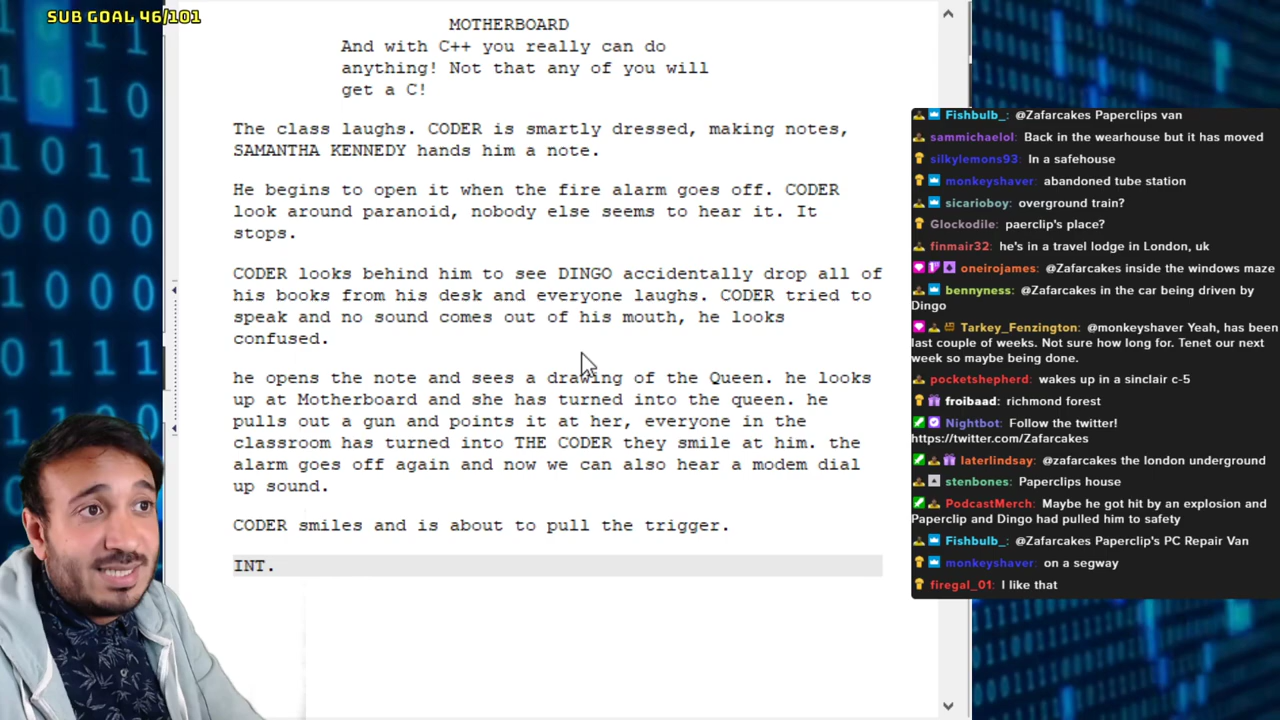 SUB GOAL 46/101
MOTHERBOARD
And with C++ you really can do
anything! Not that any of you will
get a C!
The class laughs. CODER is smartly dressed, making notes,
SAMANTHA KENNEDY hands him a note.
He begins to open it when the fire alarm goes off. CODER
look around paranoid, nobody else seems to hear it. It
stops.
CODER looks behind him to see DINGO accidentally drop all of
his books from his desk and everyone laughs. CODER tried to
speak and no sound comes out of his mouth, he looks
confused.
he opens the note and sees a drawing of the Queen. he looks
up at Motherboard and she has turned into the queen. he
pulls out a gun and points it at her, everyone in the
classroom has turned into THE CODER they smile at him. the
alarm goes off again and now we can also hear a modem dial
up sound.
CODER smiles and is about to pull the trigger.
INT.
Fishbulb_: @Zafarcakes Paperclips van
sammichaelol: Back in the wearhouse but it has moved
silkylemons93: In a safehouse
monkeyshaver: abandoned tube station
sicarioboy: overground train?
Glockodile: paerclip's place?
finmair32: he's in a travel lodge in London, uk
oneirojames: @Zafarcakes inside the windows maze
bennyness: @Zafarcakes in the car being driven by
Dingo
Tarkey_Fenzington: @monkeyshaver Yeah, has been
last couple of weeks. Not sure how long for. Tenet our next
week so maybe being done.
pocketshepherd: wakes up in a sinclair c-5
froibaad: richmond forest
Nightbot: Follow the twitter!
https://twitter.com/Zafarcakes
laterlindsay: @zafarcakes the london underground
stenbones: Paperclips house
PodcastMerch: Maybe he got hit by an explosion and
Paperclip and Dingo had pulled him to safety
Fishbulb_: @Zafarcakes Paperclip's PC Repair Van
monkeyshaver: on a segway
firegal_01: I like that